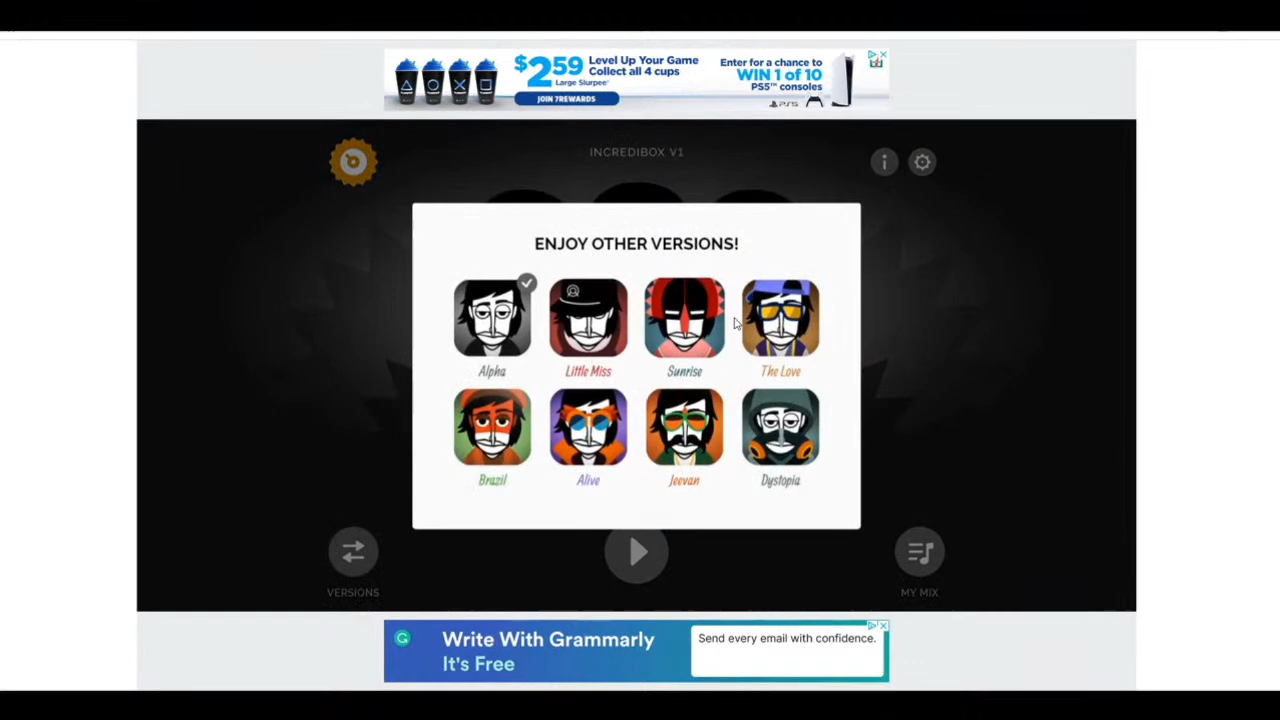 $2.59
Large Slurpee®
Level Up Your Game
Collect all 4 cups
JOIN 7REWARDS
Enter for a chance to
WIN 1 of 10
PS5™ consoles
PS5
INCREDIBOX V1
ENJOY OTHER VERSIONS!
Alpha
Little Miss
Sunrise
The Love
Brazil
Alive
Jeevan
Dystopia
VERSIONS
MY MIX
Write With Grammarly
It's Free
Send every email with confidence.